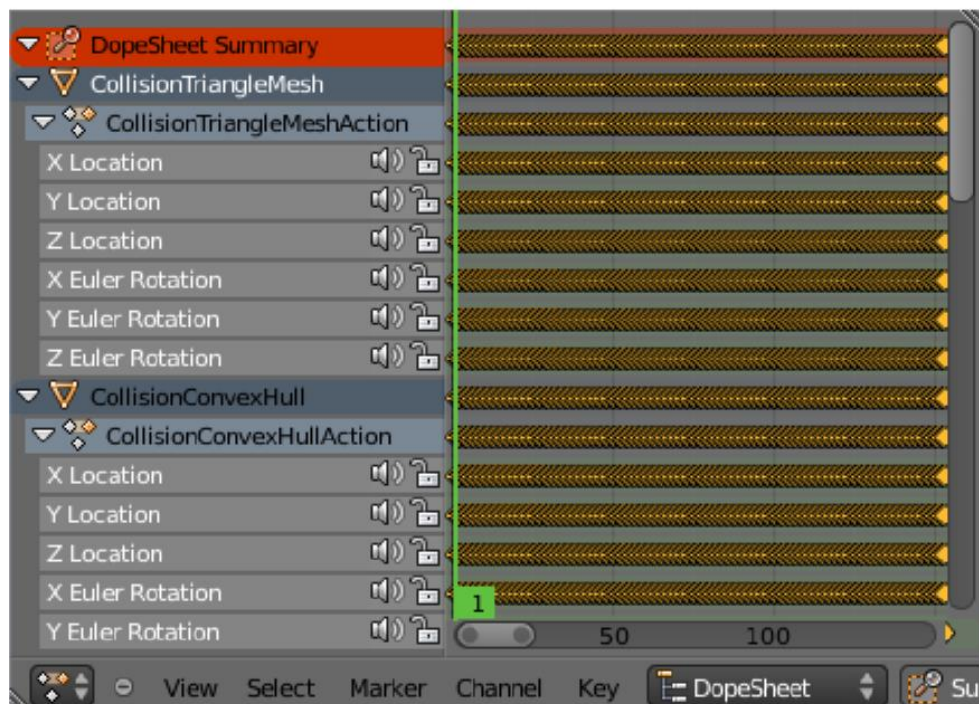 DopeSheet Summary
CollisionTriangleMesh
CollisionTriangleMeshAction
X Location
Y Location
Z Location
X Euler Rotation
Y Euler Rotation
Z Euler Rotation
CollisionConvexHull
CollisionConvexHullAction
X Location
Y Location
Z Location
X Euler Rotation
1
Y Euler Rotation 50 100
View Select Marker Channel Key DopeSheet Su